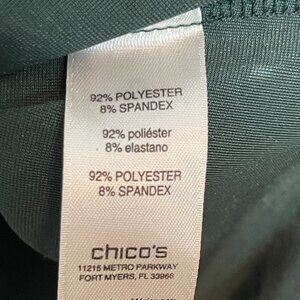 92% POLYESTER
8% SPANDEX
92% poliéster
8% elastano
92% POLYESTER
8% SPANDEX
chico's
11215 METRO PARKWAY
FORT MYERS, FL 33966